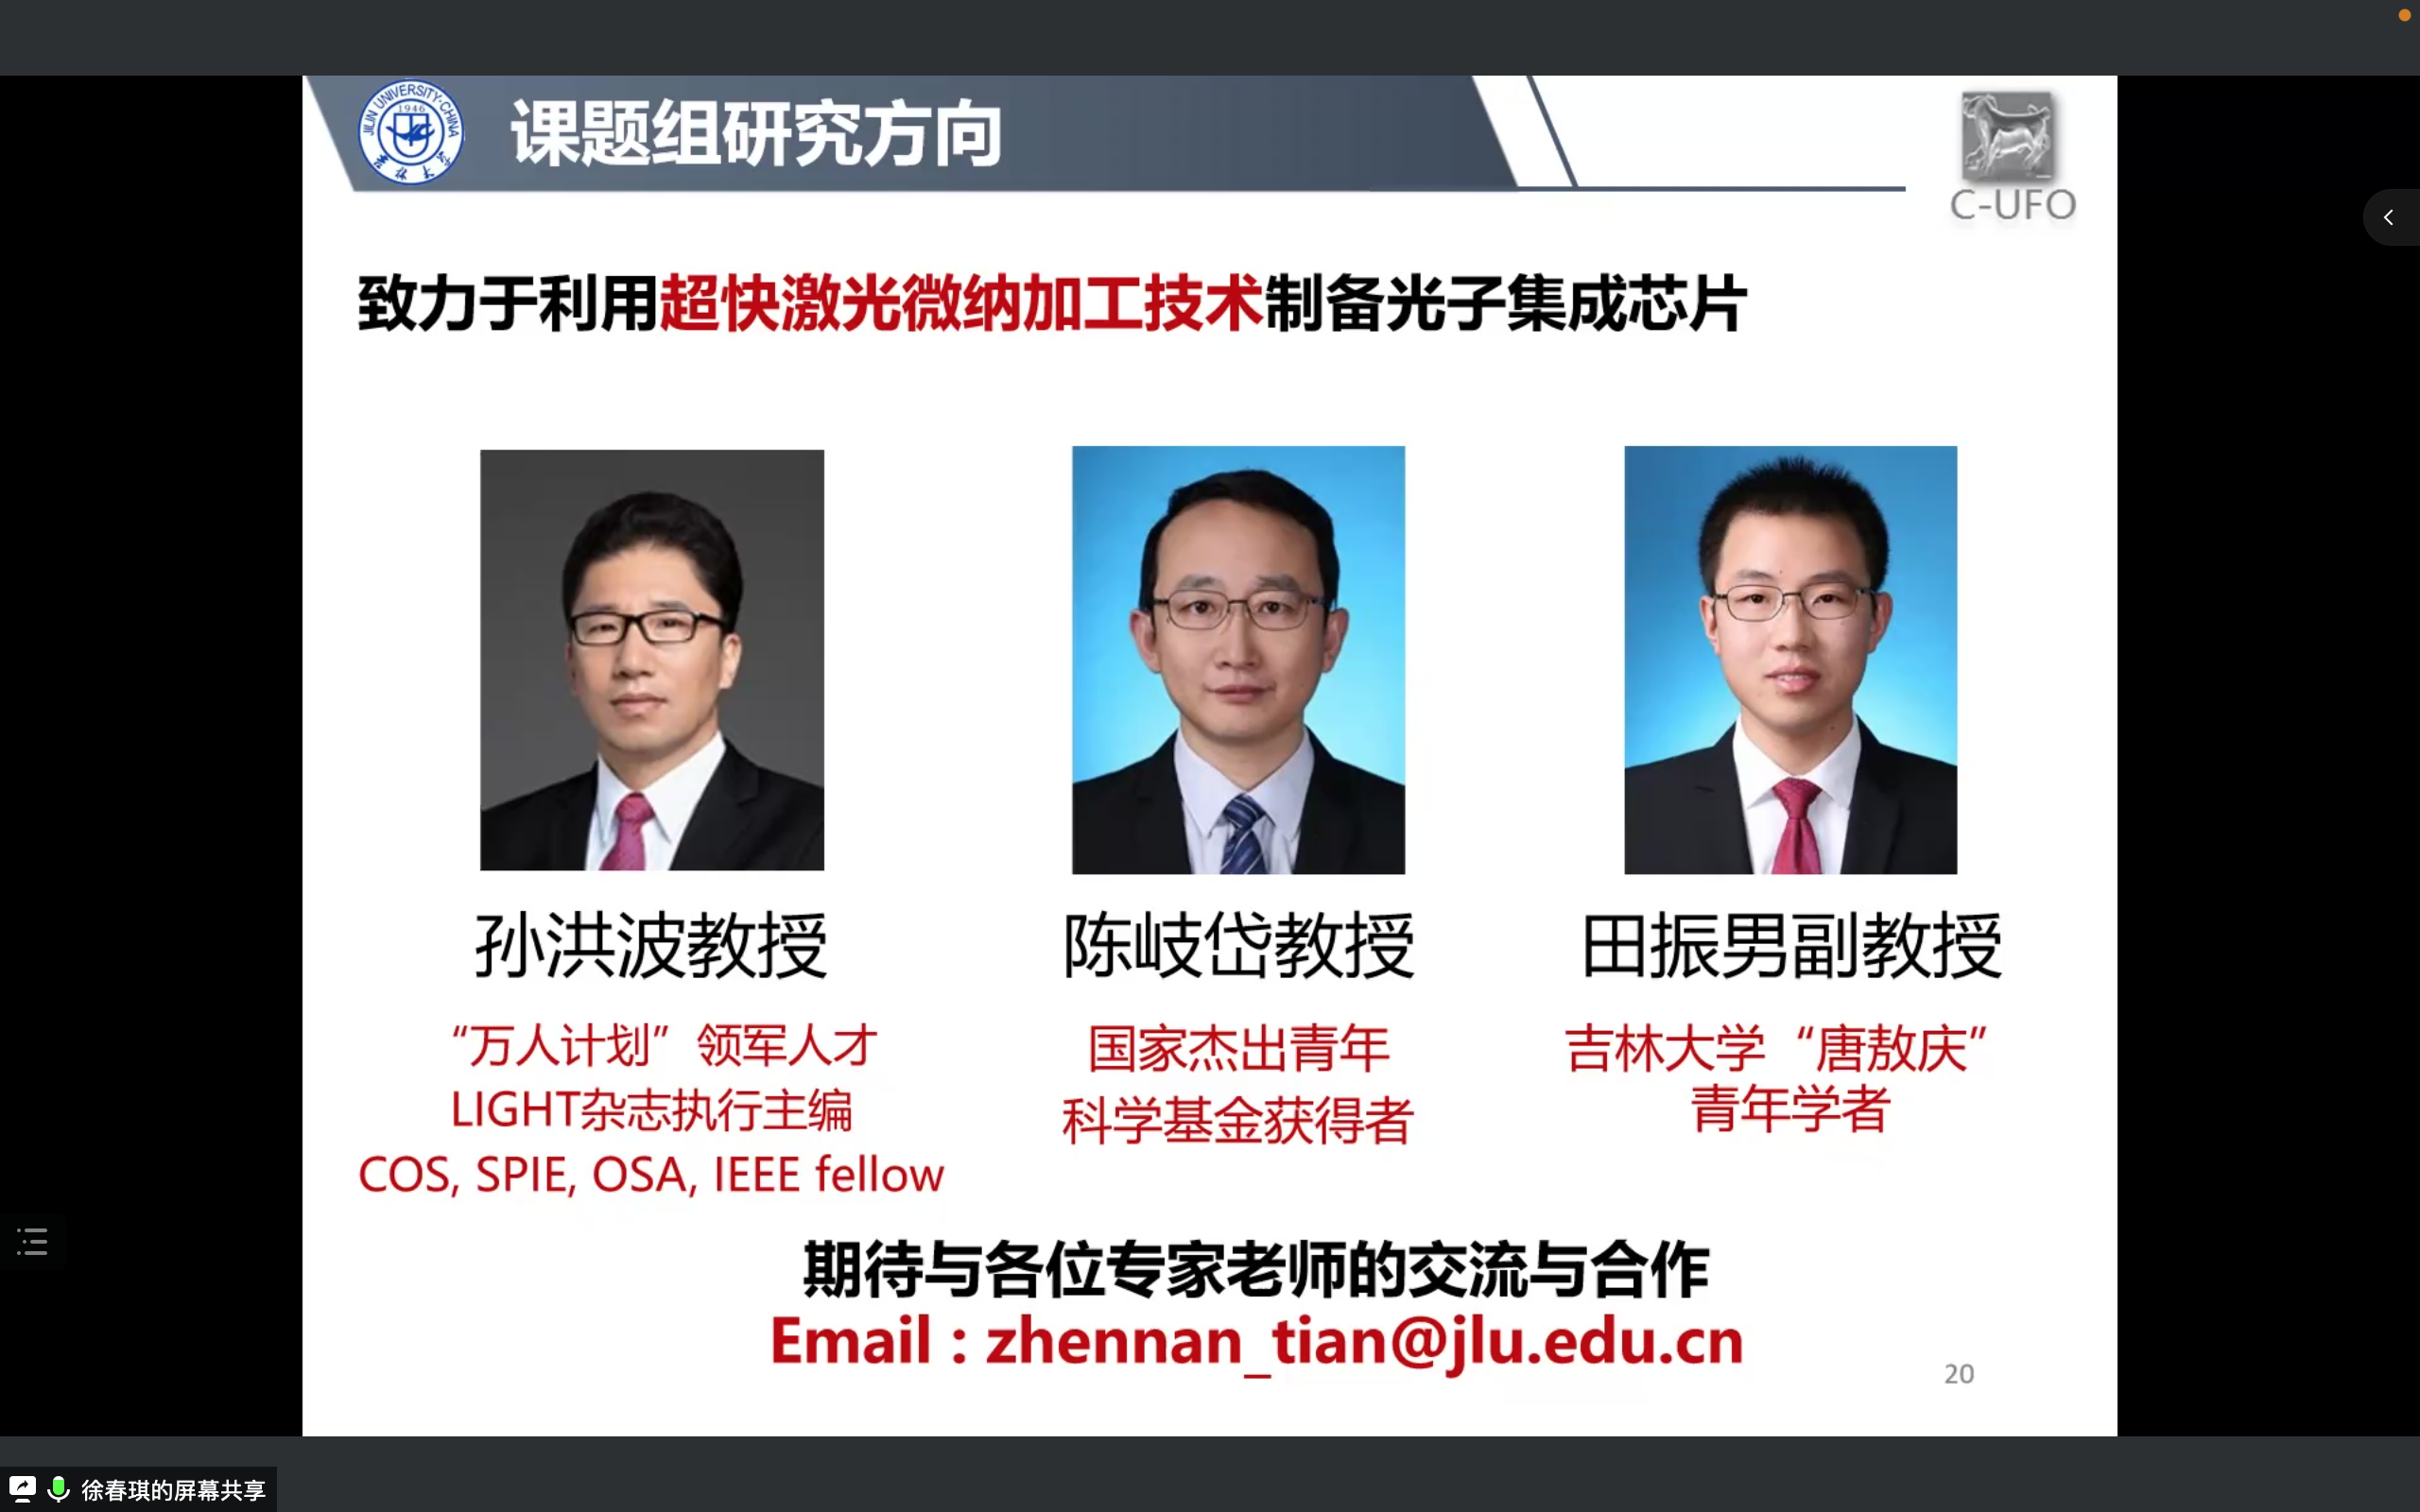 JILIN UNIVERSITY·CHINA
1946
课题组研究方向
C-UFO
致力于利用超快激光微纳加工技术制备光子集成芯片
孙洪波教授
“万人计划”领军人才
LIGHT杂志执行主编
COS, SPIE, OSA, IEEE fellow
陈岐岱教授
国家杰出青年
科学基金获得者
田振男副教授
吉林大学“唐敖庆”
青年学者
期待与各位专家老师的交流与合作
Email：zhennan_tian@jlu.edu.cn
20
徐春琪的屏幕共享